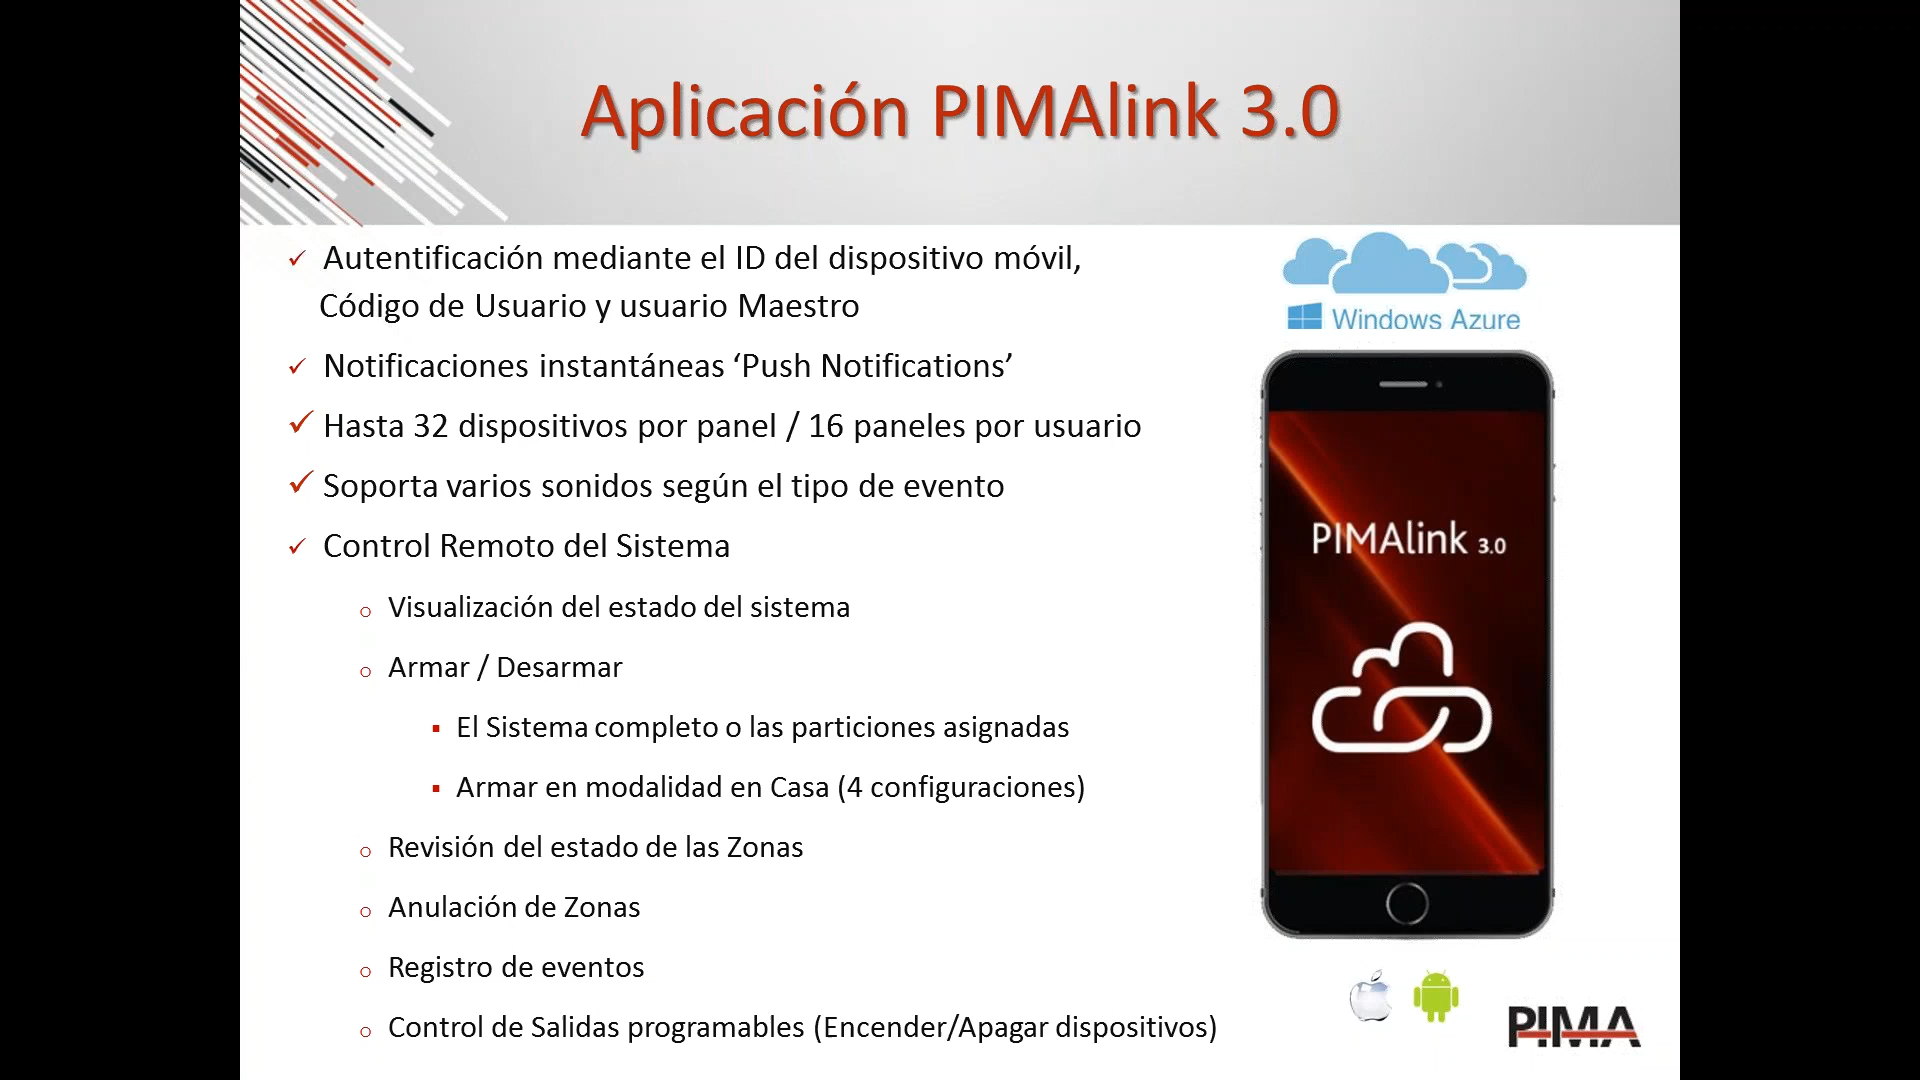 Aplicación PIMAlink 3.0
Autentificación mediante el ID del dispositivo móvil,
Código de Usuario y usuario Maestro
Notificaciones instantáneas ‘Push Notifications’
Hasta 32 dispositivos por panel / 16 paneles por usuario
Soporta varios sonidos según el tipo de evento
Control Remoto del Sistema
Visualización del estado del sistema
Armar / Desarmar
El Sistema completo o las particiones asignadas
Armar en modalidad en Casa (4 configuraciones)
Revisión del estado de las Zonas
Anulación de Zonas
Registro de eventos
Control de Salidas programables (Encender/Apagar dispositivos)
Windows Azure
PIMAlink 3.0
PIMA